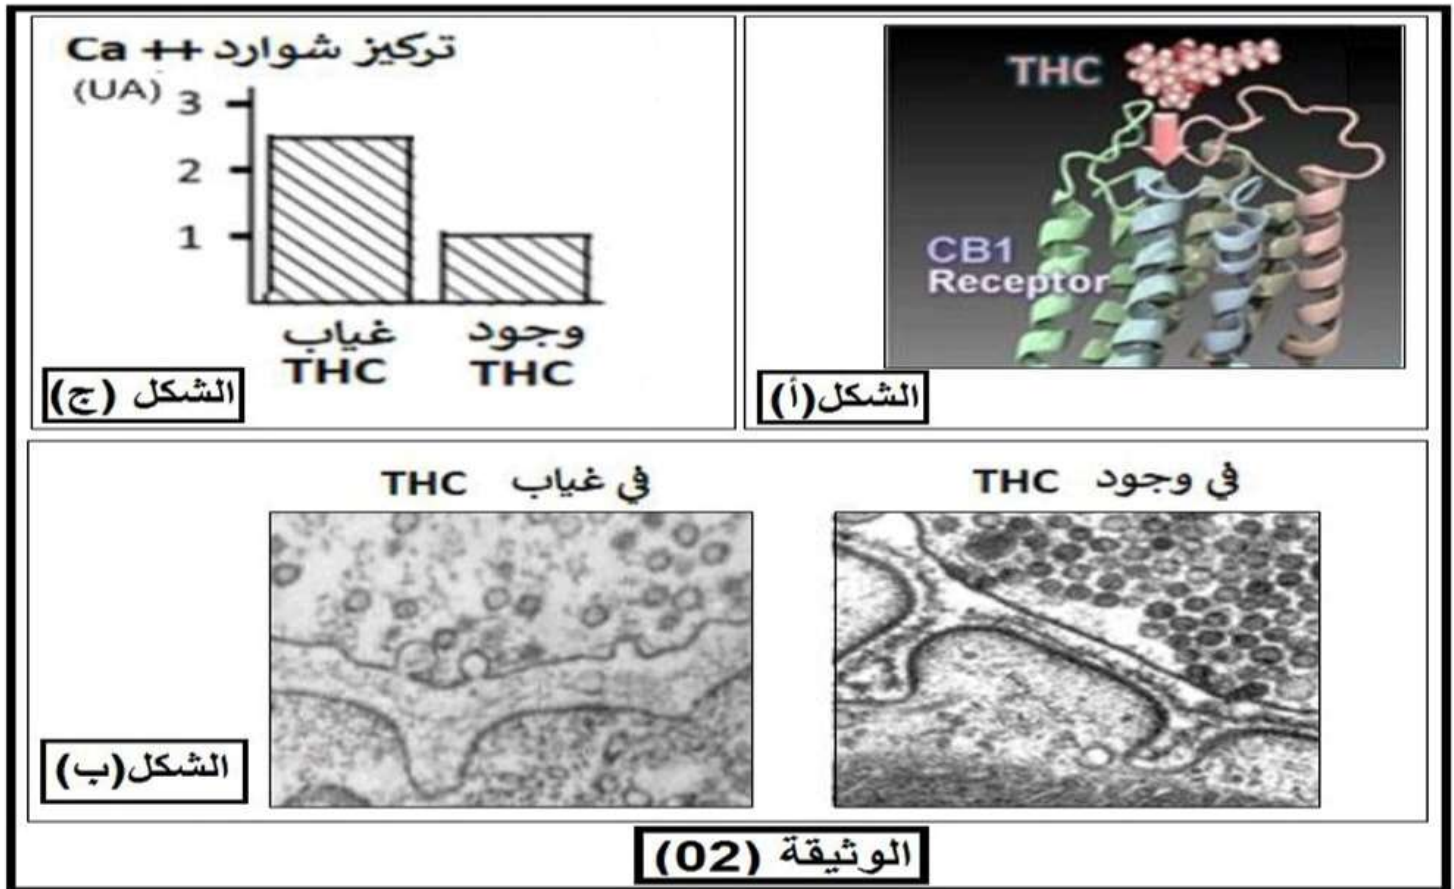 THC
CB1
Receptor
الشكل(أ)
تركيز شوارد Ca ++
(UA)
3
2
1
غياب
THC
وجود
THC
الشكل (ج)
في وجود THC
في غياب THC
الشكل(ب)
الوثيقة (02)